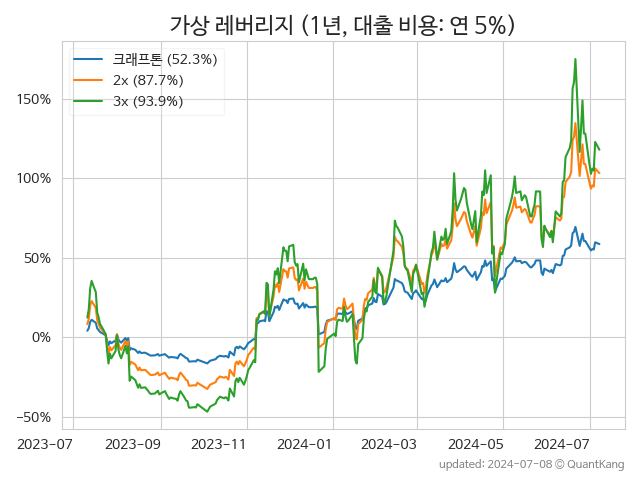 가상 레버리지 (1년, 대출 비용: 연 5%)
크래프톤 (52.3%)
2x (87.7%)
3x (93.9%)
150%
100%
50%
0%
−50%
2023-07 2023-09 2023-11 2024-01 2024-03 2024-05 2024-07
updated: 2024-07-08 ⓒ QuantKang